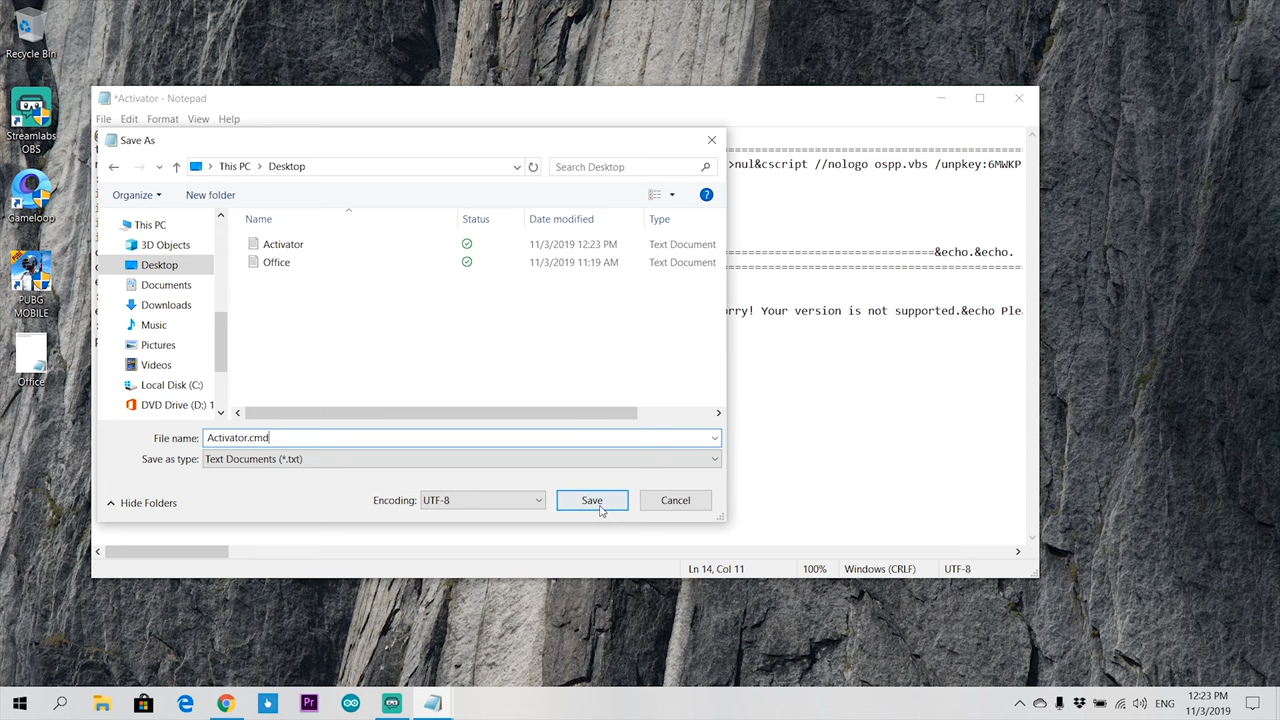 Recycle Bin
Streamlabs
OBS
Gameloop
PUBG
MOBILE
Office
*Activator - Notepad
File Edit Format View Help
Save As
This PC > Desktop
Search Desktop
Organize
New folder
Name Status Date modified Type
This PC
3D Objects
Desktop
Documents
Downloads
Music
Pictures
Videos
Local Disk (C:)
DVD Drive (D:) 1
Activator 11/3/2019 12:23 PM Text Document
Office 11/3/2019 11:19 AM Text Document
File name: Activator.cmd
Save as type: Text Documents (*.txt)
Hide Folders
Encoding: UTF-8
Save
Cancel
>nul&cscript //nologo ospp.vbs /unpkey:6MWKP
&echo.&echo.
rry! Your version is not supported.&echo Ple
Ln 14, Col 11
100%
Windows (CRLF)
UTF-8
Pr
ENG
12:23 PM
11/3/2019